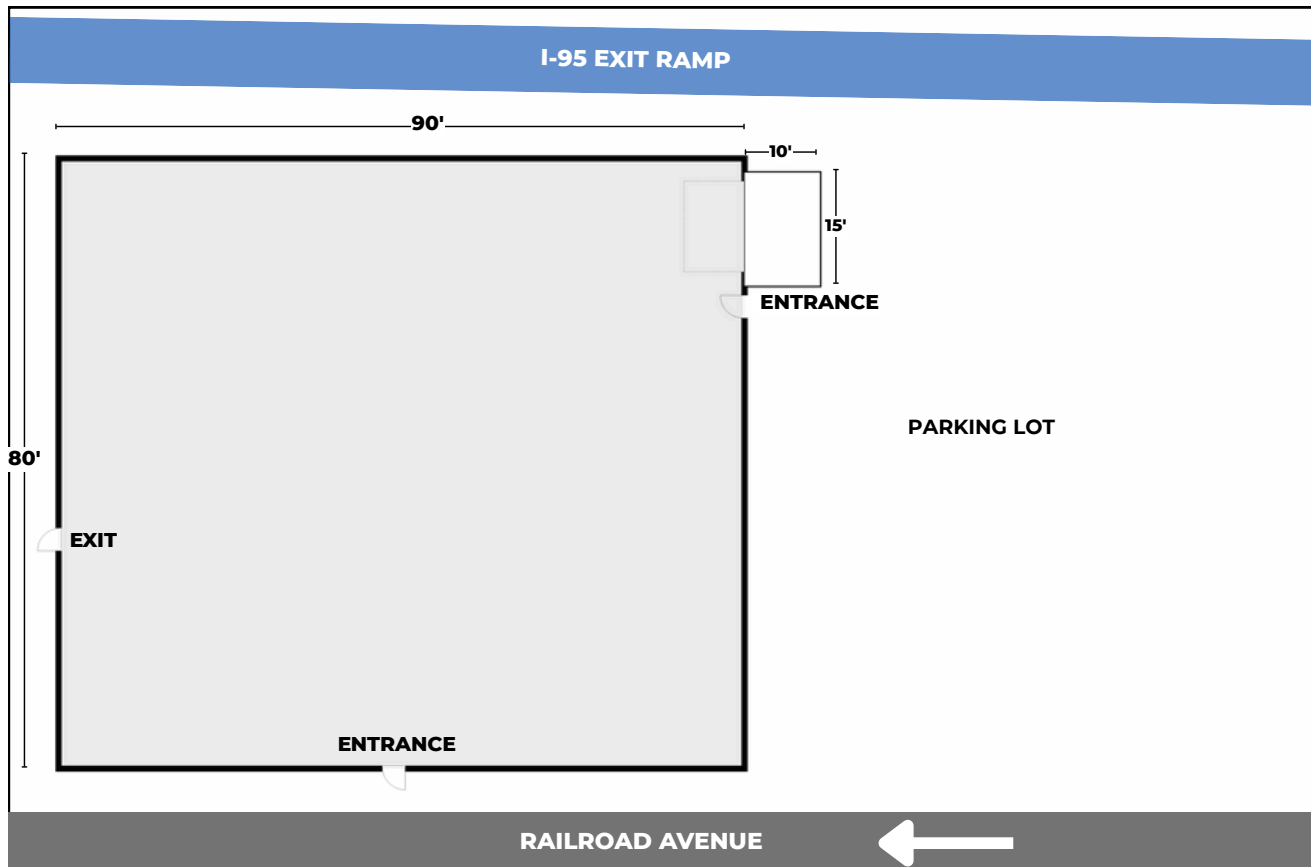 I-95 EXIT RAMP
90'
10'
15'
ENTRANCE
PARKING LOT
80'
EXIT
ENTRANCE
RAILROAD AVENUE